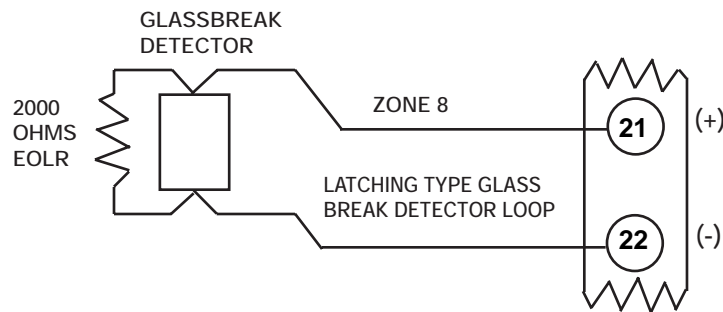 GLASSBREAK
DETECTOR
2000
OHMS
EOLR
ZONE 8
21
(+)
LATCHING TYPE GLASS
BREAK DETECTOR LOOP
22
(-)